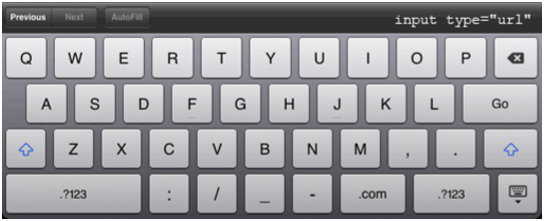 Previous Next AutoFill input type="url"
Q W E R T Y U I O P
A S D F G H J K L Go
Z X C V B N M , .
.?123 : / _ - .com .?123